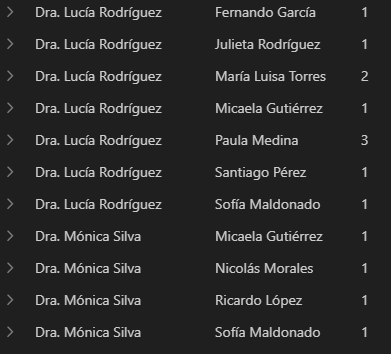 Dra. Lucía Rodríguez Fernando García 1
Dra. Lucía Rodríguez Julieta Rodríguez 1
Dra. Lucía Rodríguez María Luisa Torres 2
Dra. Lucía Rodríguez Micaela Gutiérrez 1
Dra. Lucía Rodríguez Paula Medina 3
Dra. Lucía Rodríguez Santiago Pérez 1
Dra. Lucía Rodríguez Sofía Maldonado 1
Dra. Mónica Silva Micaela Gutiérrez 1
Dra. Mónica Silva Nicolás Morales 1
Dra. Mónica Silva Ricardo López 1
Dra. Mónica Silva Sofía Maldonado 1